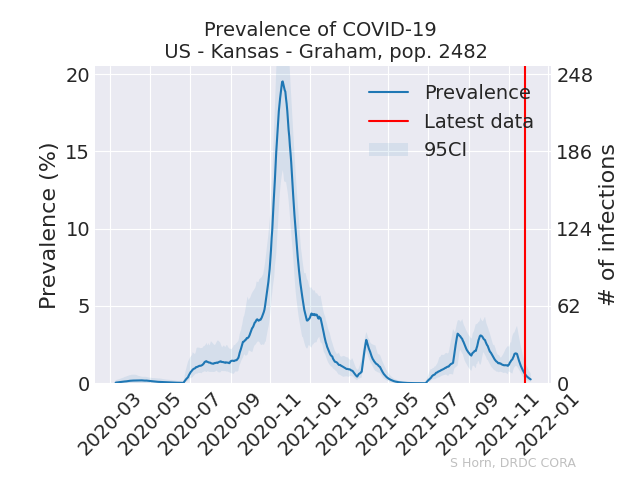 Prevalence of COVID-19
US - Kansas - Graham, pop. 2482
Prevalence (%)
20
15
10
5
0
248
186
124
62
0
# of infections
Prevalence
Latest data
95CI
2020-03
2020-05
2020-07
2020-09
2020-11
2021-01
2021-03
2021-05
2021-07
2021-09
2021-11
2022-01
S Horn, DRDC CORA